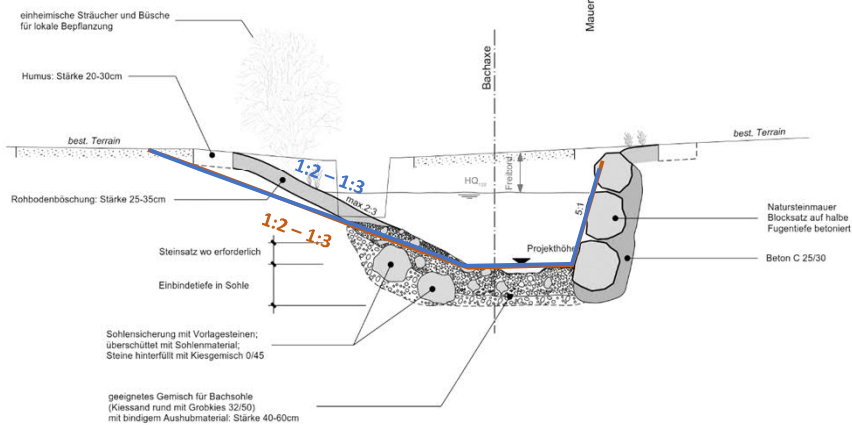 einheimische Sträucher und Büsche
für lokale Bepflanzung
Mauer
Bachaxe
Humus: Stärke 20-30cm
best. Terrain
best. Terrain
Freibord
HQ100
1:2 – 1:3
max 2:3
5:1
Rohbodenböschung: Stärke 25-35cm
1:2 – 1:3
Natursteinmauer
Blocksatz auf halbe
Fugentiefe betoniert
Steinsatz wo erforderlich
Projekthöhe
Beton C 25/30
Einbindetiefe in Sohle
Sohlensicherung mit Vorlagesteinen;
überschüttet mit Sohlenmaterial;
Steine hinterfüllt mit Kiesgemisch 0/45
geeignetes Gemisch für Bachsohle
(Kiessand rund mit Grobkies 32/50)
mit bindigem Aushubmaterial: Stärke 40-60cm